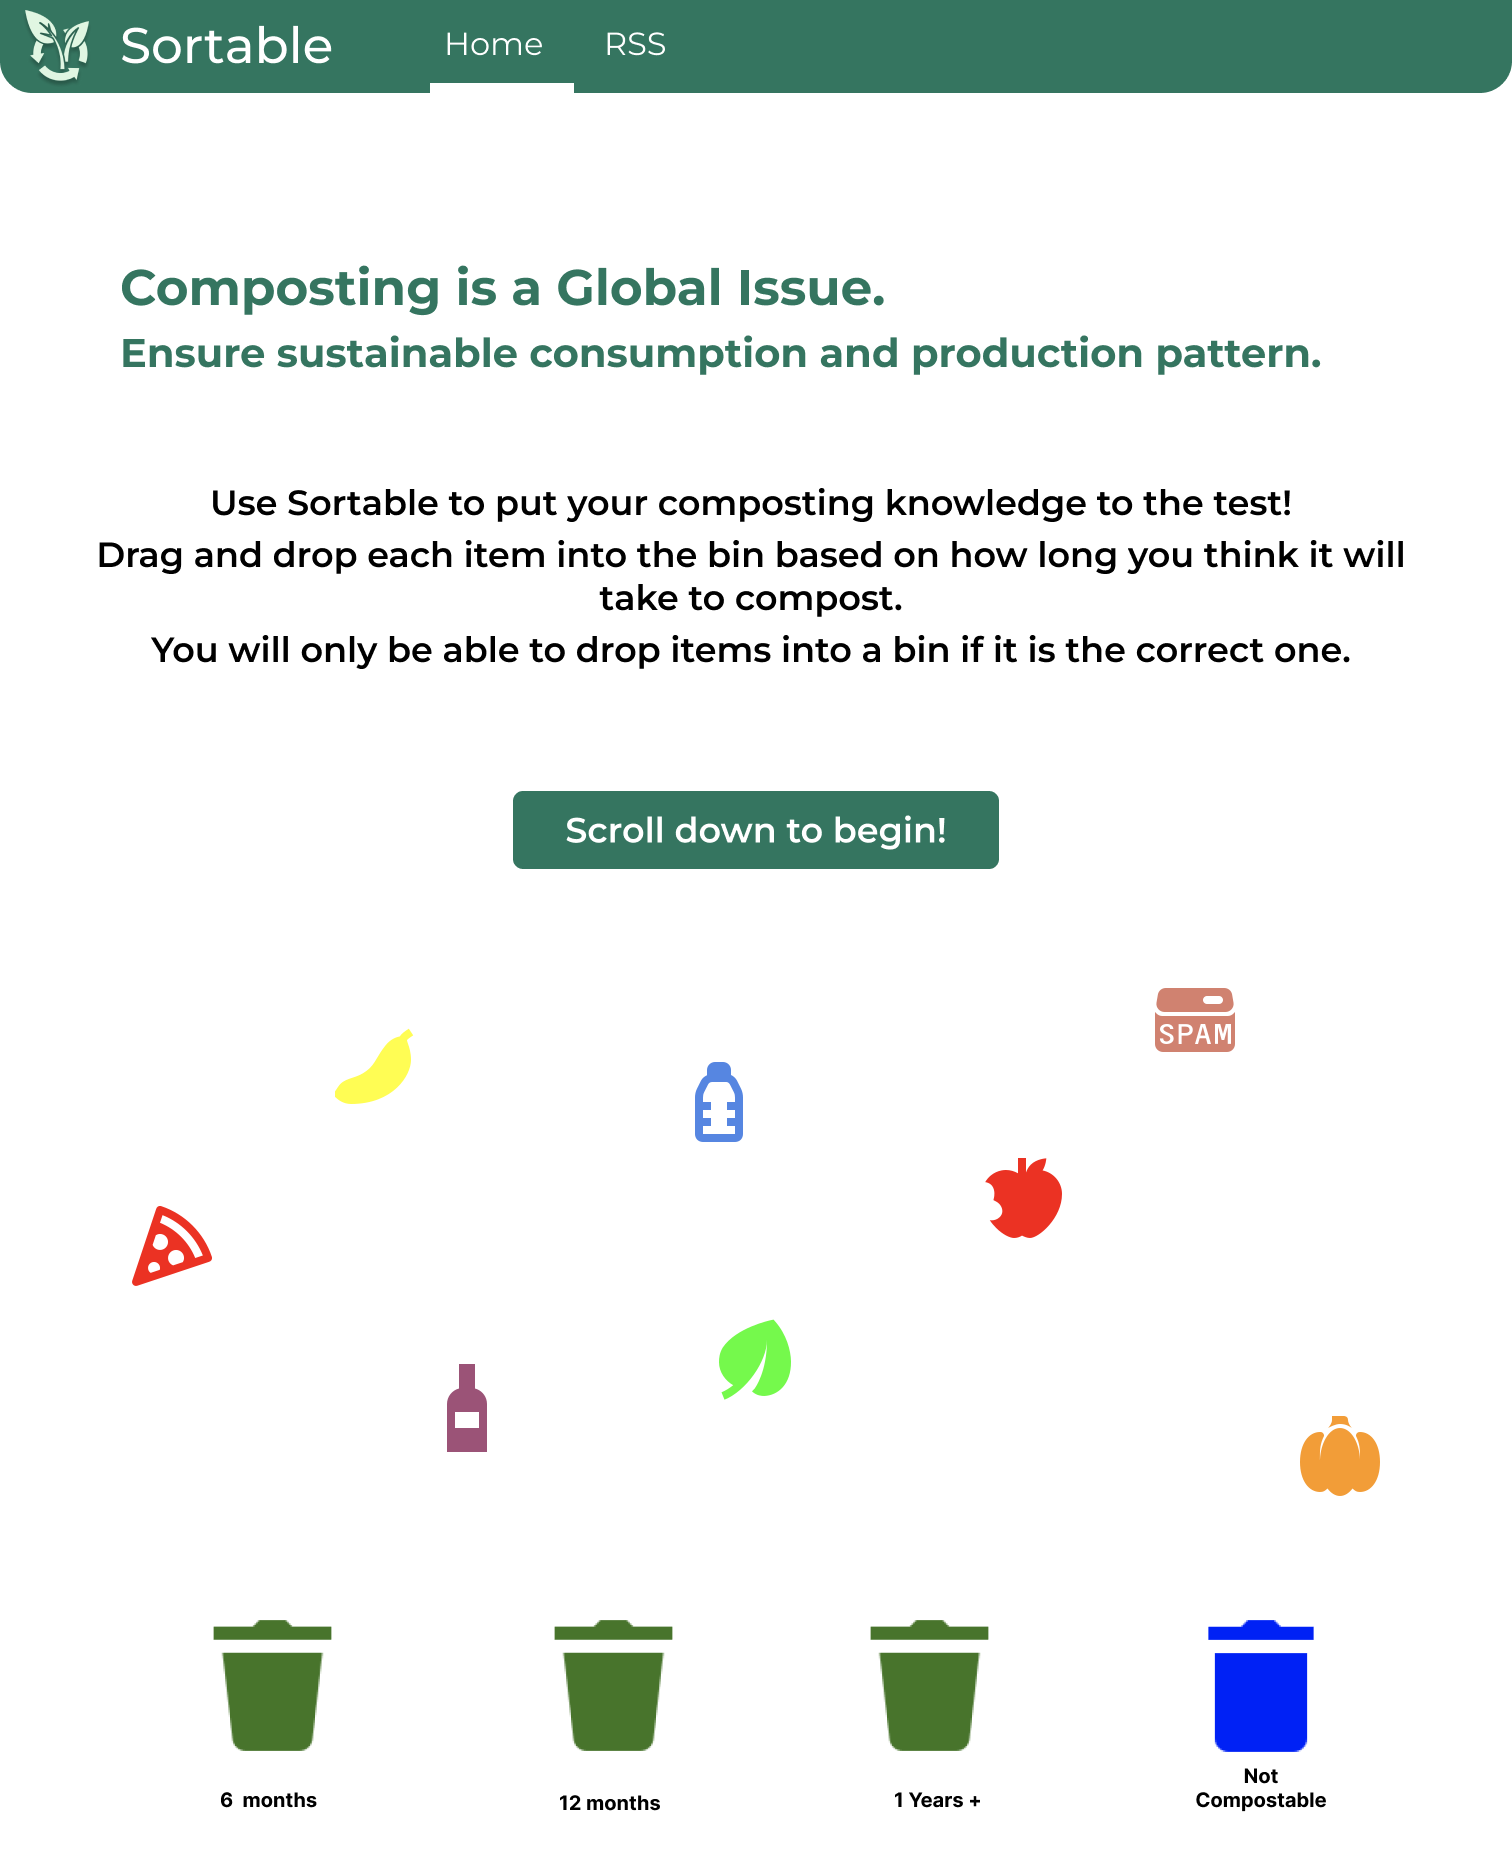 Sortable
Home
RSS
Composting is a Global Issue.
Ensure sustainable consumption and production pattern.
Use Sortable to put your composting knowledge to the test!
Drag and drop each item into the bin based on how long you think it will
take to compost.
You will only be able to drop items into a bin if it is the correct one.
Scroll down to begin!
SPAM
6 months
12 months
1 Years +
Not
Compostable